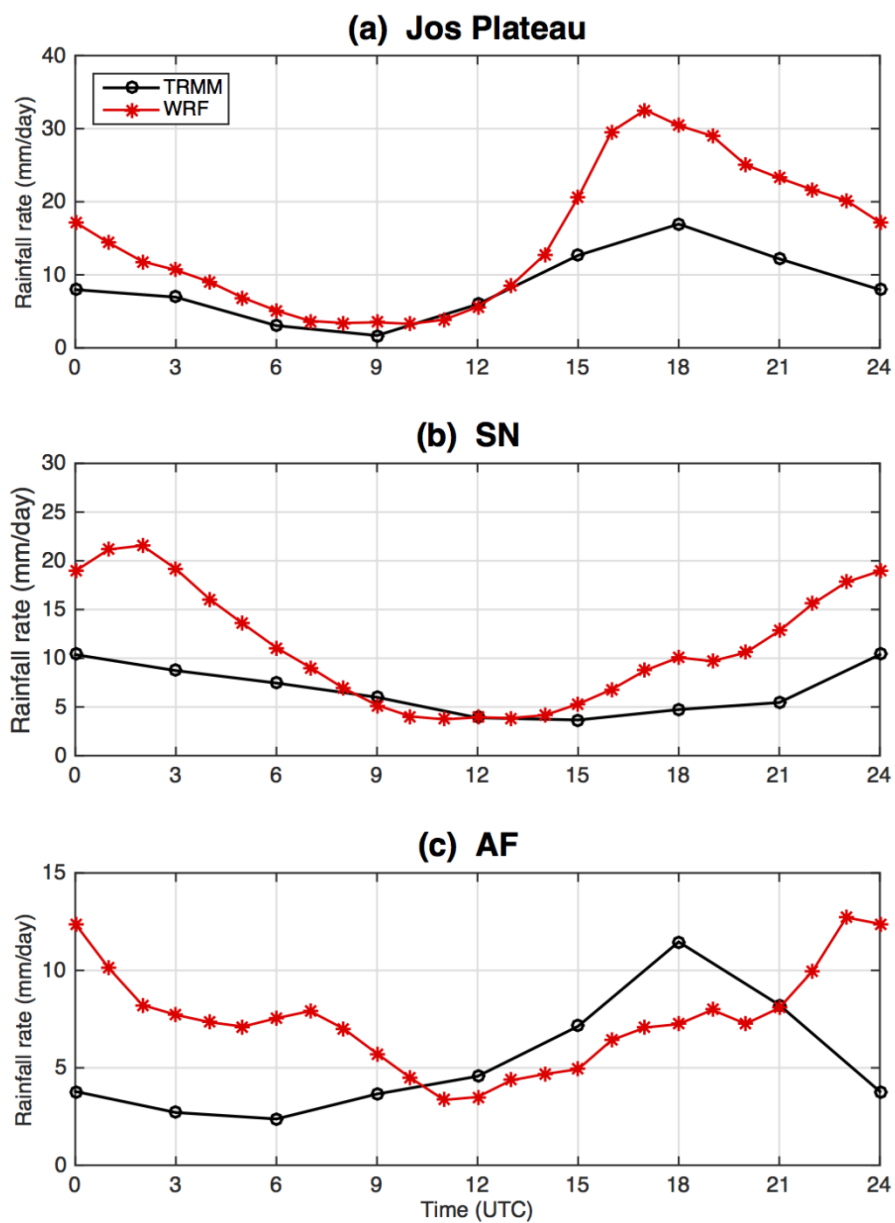 (a) Jos Plateau
40
30
20
10
0
Rainfall rate (mm/day)
TRMM
WRF
0 3 6 9 12 15 18 21 24
(b) SN
30
25
20
15
10
5
0
Rainfall rate (mm/day)
0 3 6 9 12 15 18 21 24
(c) AF
15
10
5
0
Rainfall rate (mm/day)
0 3 6 9 12 15 18 21 24
Time (UTC)